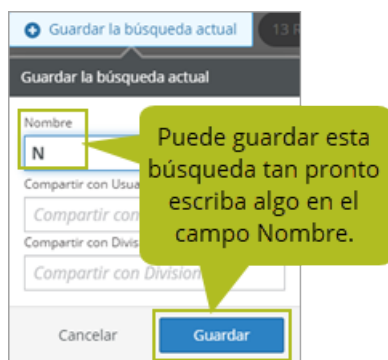 Guardar la búsqueda actual
13 R
Guardar la búsqueda actual
Nombre
N
Puede guardar esta
búsqueda tan pronto
escriba algo en el
campo Nombre.
Compartir con Usua
Compartir con
Compartir con Divis
Compartir con Division
Cancelar
Guardar